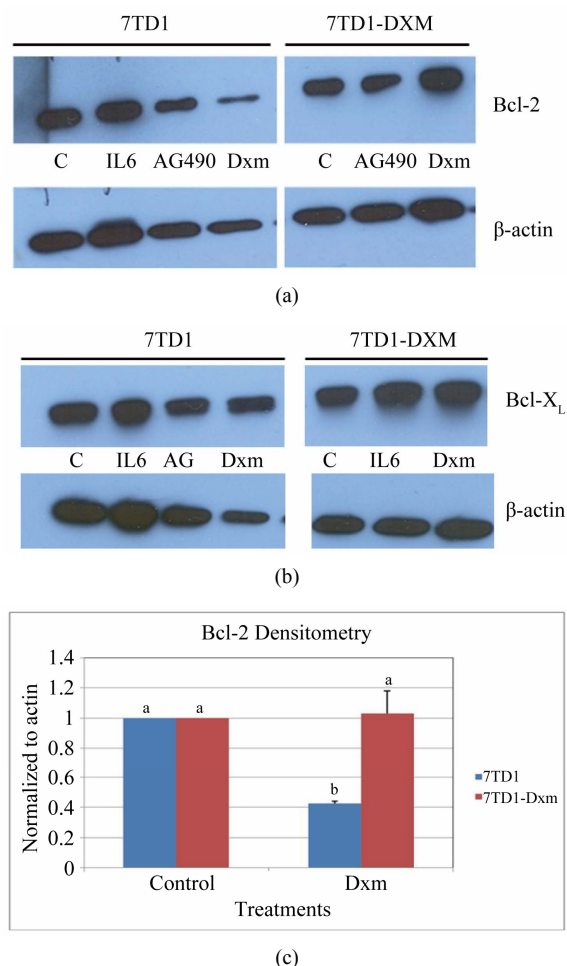 7TD1 7TD1-DXM
Bcl-2
C IL6 AG490 Dxm C AG490 Dxm
β-actin
(a)
7TD1 7TD1-DXM
Bcl-XL
C IL6 AG Dxm C IL6 Dxm
β-actin
(b)
Bcl-2 Densitometry
Normalized to actin
1.4
1.2
1
0.8
0.6
0.4
0.2
0
a a b a
7TD1
7TD1-Dxm
Control Dxm
Treatments
(c)